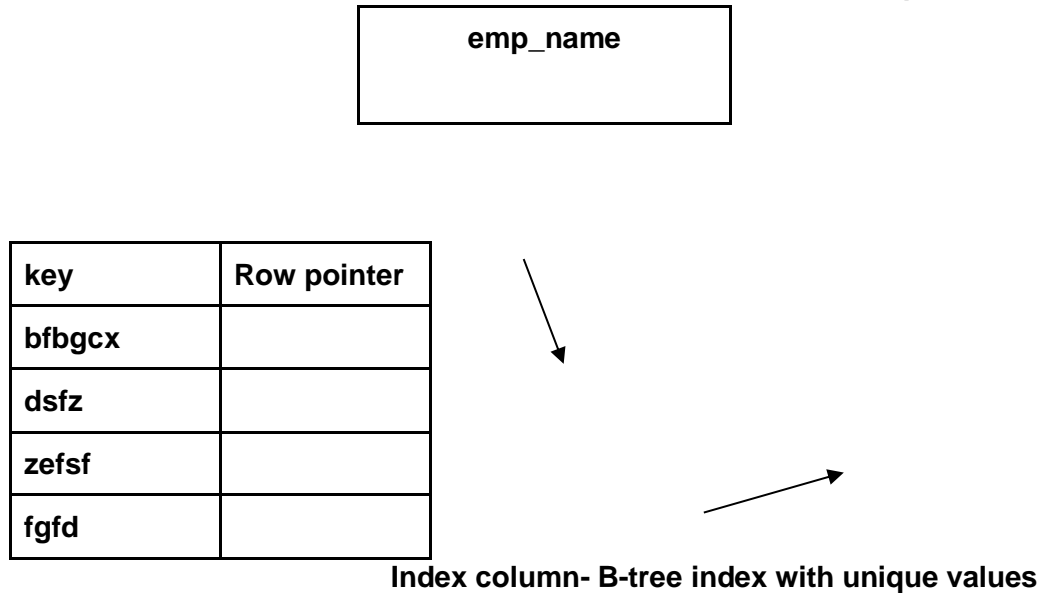 emp_name
key Row pointer
bfbgcx
dsfz
zefsf
fgfd
Index column- B-tree index with unique values